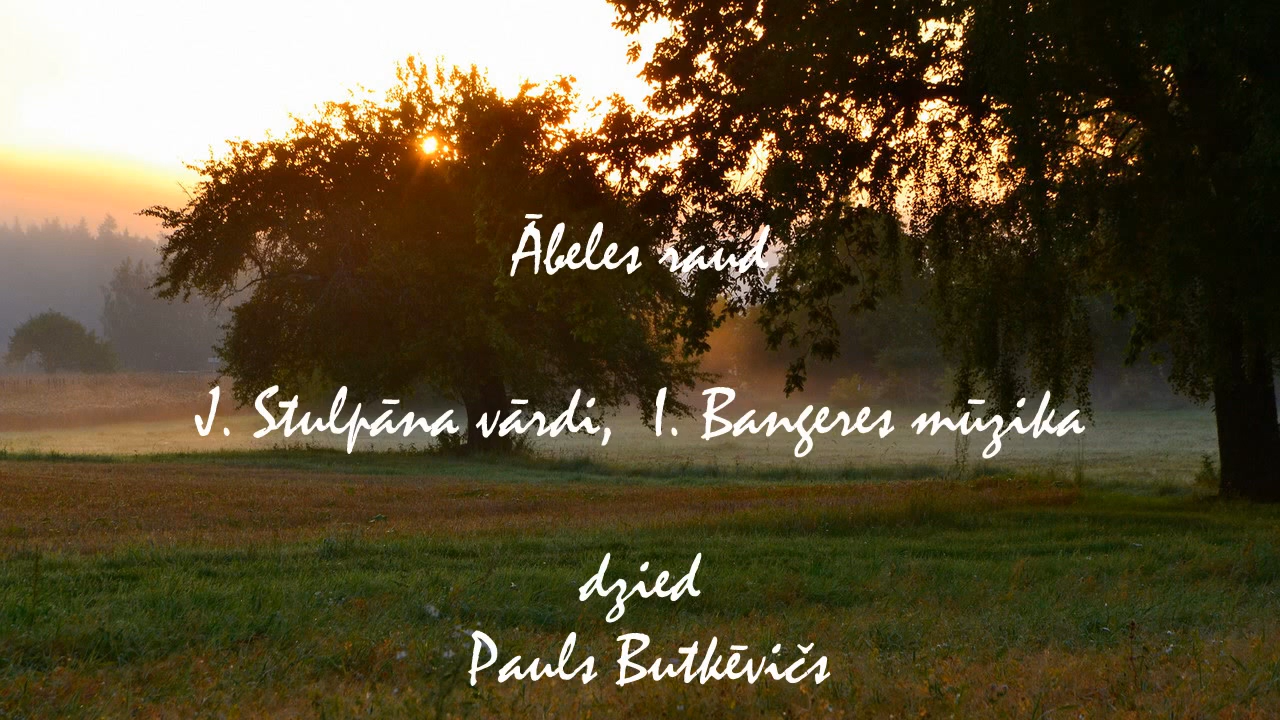 Ābeles raud
J. Stulpāna vārdi, I. Bangeres mūzika
dzied
Pauls Butkēvičs